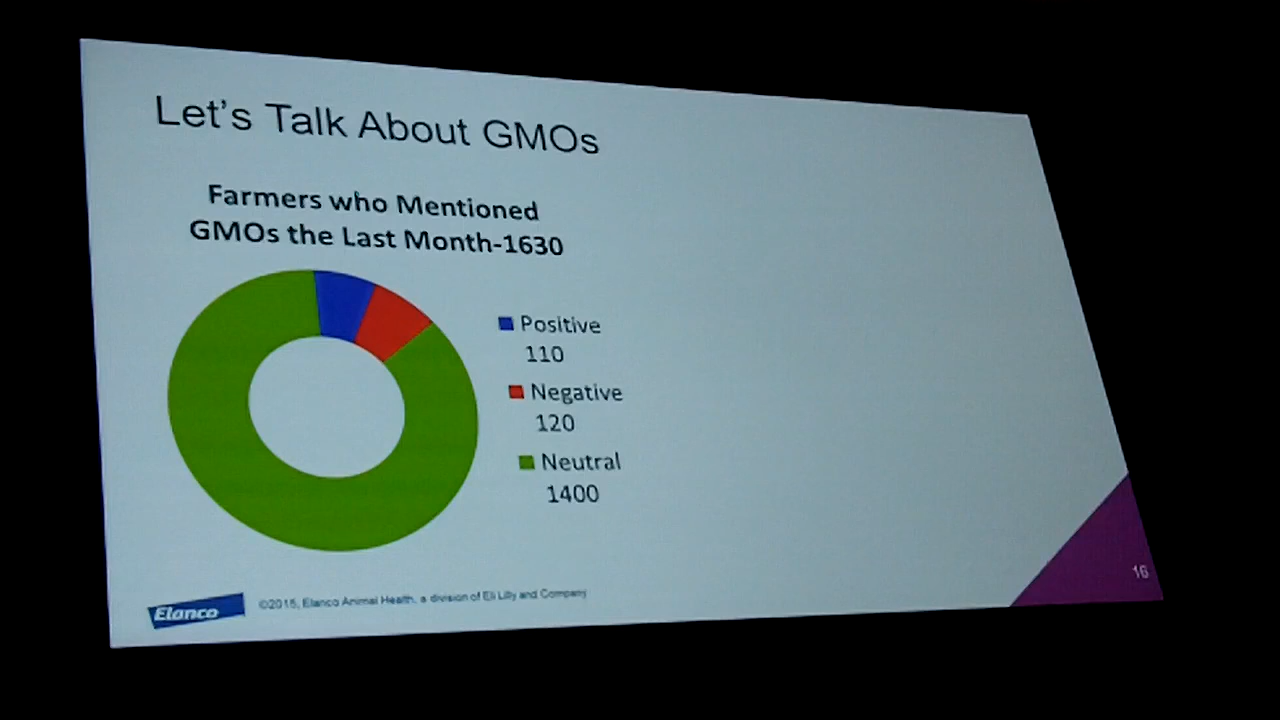 Let's Talk About GMOs
Farmers who Mentioned
GMOs the Last Month-1630
Positive
110
Negative
120
Neutral
1400
Elanco
©2015, Elanco Animal Health, a division of Eli Lilly and Company
16